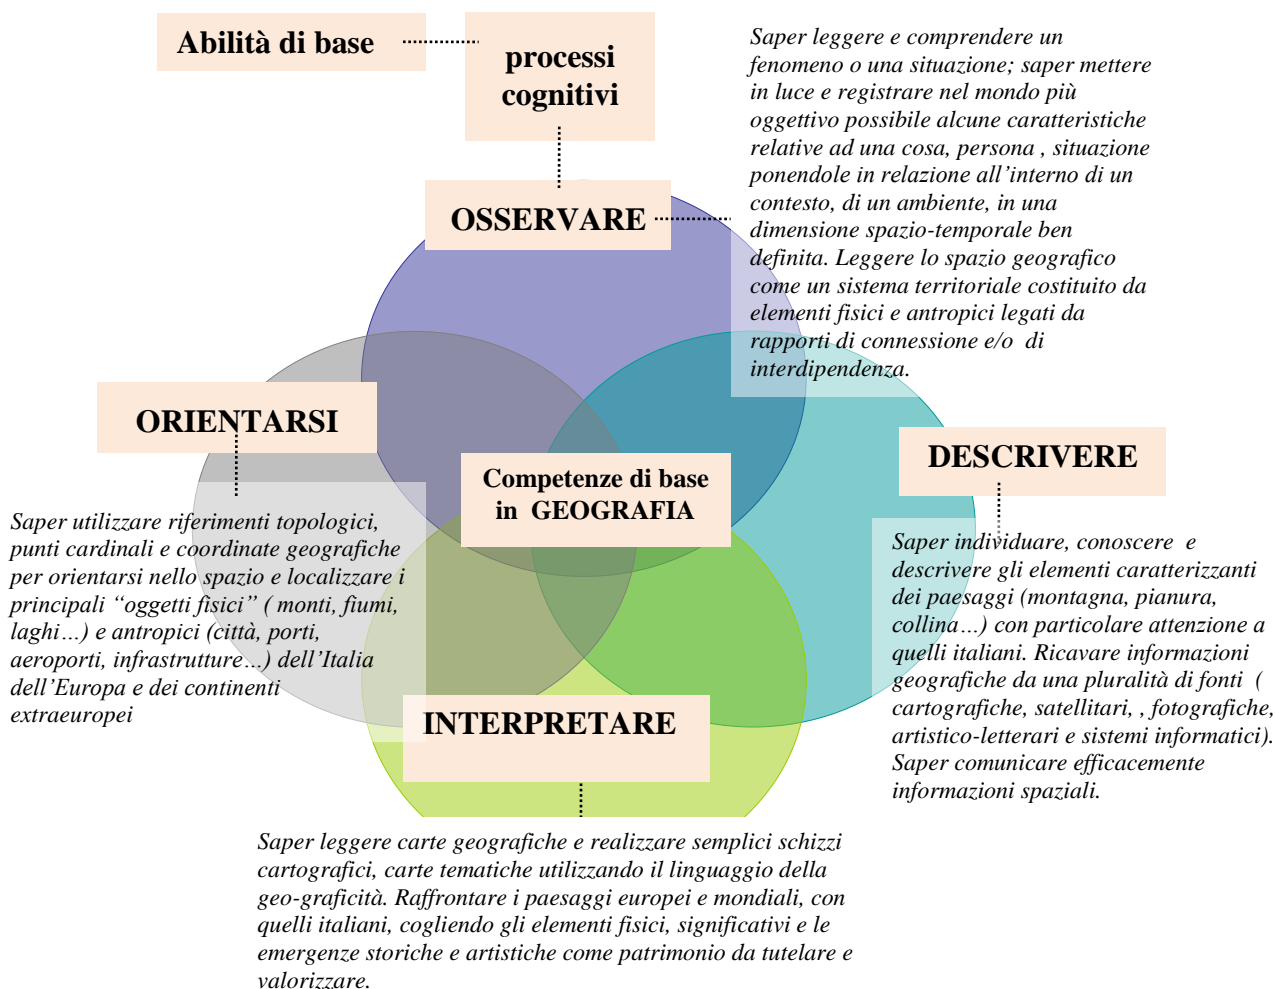 Abilità di base
processi
cognitivi
Saper leggere e comprendere un
fenomeno o una situazione; saper mettere
in luce e registrare nel mondo più
oggettivo possibile alcune caratteristiche
relative ad una cosa, persona , situazione
ponendole in relazione all’interno di un
contesto, di un ambiente, in una
dimensione spazio-temporale ben
definita. Leggere lo spazio geografico
come un sistema territoriale costituito da
elementi fisici e antropici legati da
rapporti di connessione e/o  di
interdipendenza.
OSSERVARE
ORIENTARSI
Saper utilizzare riferimenti topologici,
punti cardinali e coordinate geografiche
per orientarsi nello spazio e localizzare i
principali “oggetti fisici” ( monti, fiumi,
laghi…) e antropici (città, porti,
aeroporti, infrastrutture…) dell’Italia
dell’Europa e dei continenti
extraeuropei
Competenze di base
in  GEOGRAFIA
DESCRIVERE
Saper individuare, conoscere  e
descrivere gli elementi caratterizzanti
dei paesaggi (montagna, pianura,
collina…) con particolare attenzione a
quelli italiani. Ricavare informazioni
geografiche da una pluralità di fonti  (
cartografiche, satellitari, , fotografiche,
artistico-letterari e sistemi informatici).
Saper comunicare efficacemente
informazioni spaziali.
INTERPRETARE
Saper leggere carte geografiche e realizzare semplici schizzi
cartografici, carte tematiche utilizzando il linguaggio della
geo-graficità. Raffrontare i paesaggi europei e mondiali, con
quelli italiani, cogliendo gli elementi fisici, significativi e le
emergenze storiche e artistiche come patrimonio da tutelare e
valorizzare.